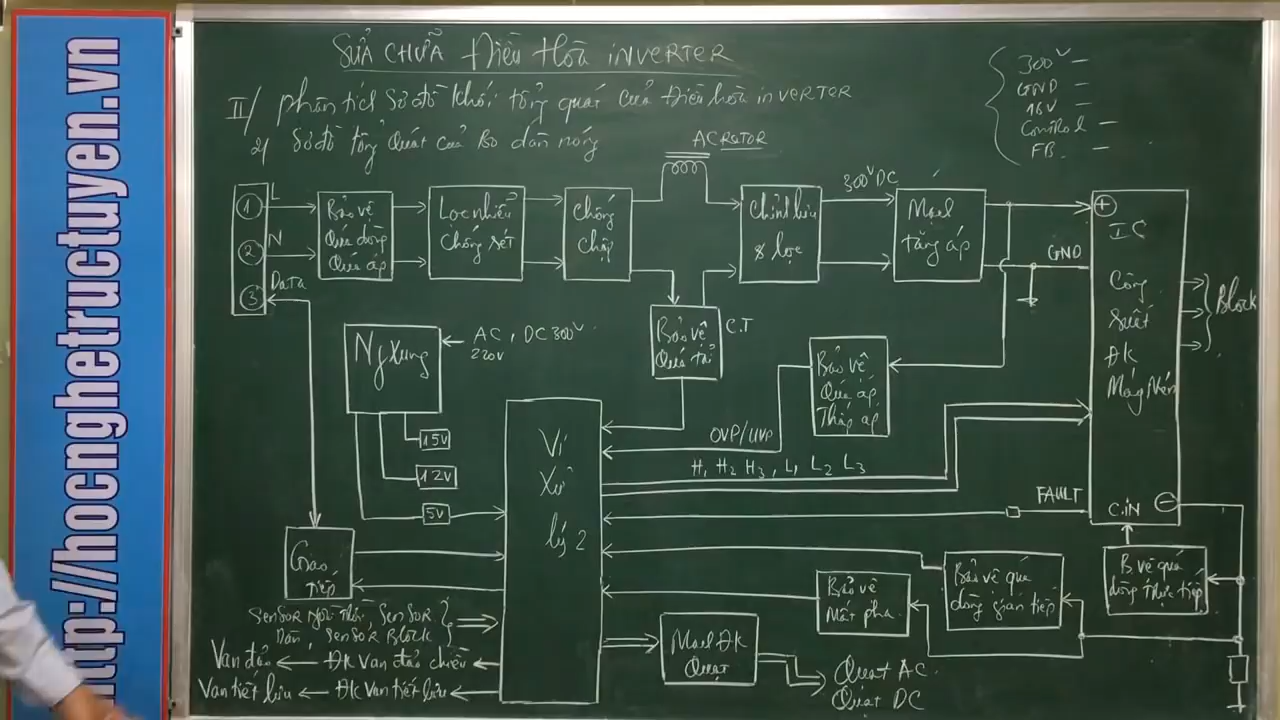 http://hocnghetructuyen.vn
SỬA CHỮA Điều Hòa iNVERTER
II/ phân tích Sơ đồ khối tổng quát của Điều hòa inVERTER
2/ Sơ đồ tổng Quát của Bo dàn nóng
300V –
GND –
15V –
Control –
FB. –
ACRETOR
1 L
2 N
3 DATA
Bảo vệ
Quá dòng
Quá áp
Lọc nhiễu
chống sét
Chống
chập
Chỉnh lưu
& lọc
300V DC
Mạch
tăng áp
GND
+
IC
Công
suất
ĐK
Máy Nén
Block
Bảo vệ
Quá tải
C.T
Ng Xung
AC, DC 300V
220V
15V
12V
5V
Bảo vệ
Quá áp
Thấp áp
OVP/UVP
H1 H2 H3, L1 L2 L3
Vi
Xử
lý 2
FAULT
C.iN
–
Giao
tiếp
B vệ quá
dòng trực tiếp
Bảo vệ quá
dòng gián tiếp
Bảo vệ
Mất pha
SENSOR Ngoài Trời, SENSOR
Dàn, SENSOR Block
Van đảo ← ĐK Van đảo chiều
Van tiết lưu ← ĐK Van tiết lưu
Mạch ĐK
Quạt
Quạt AC
Quạt DC